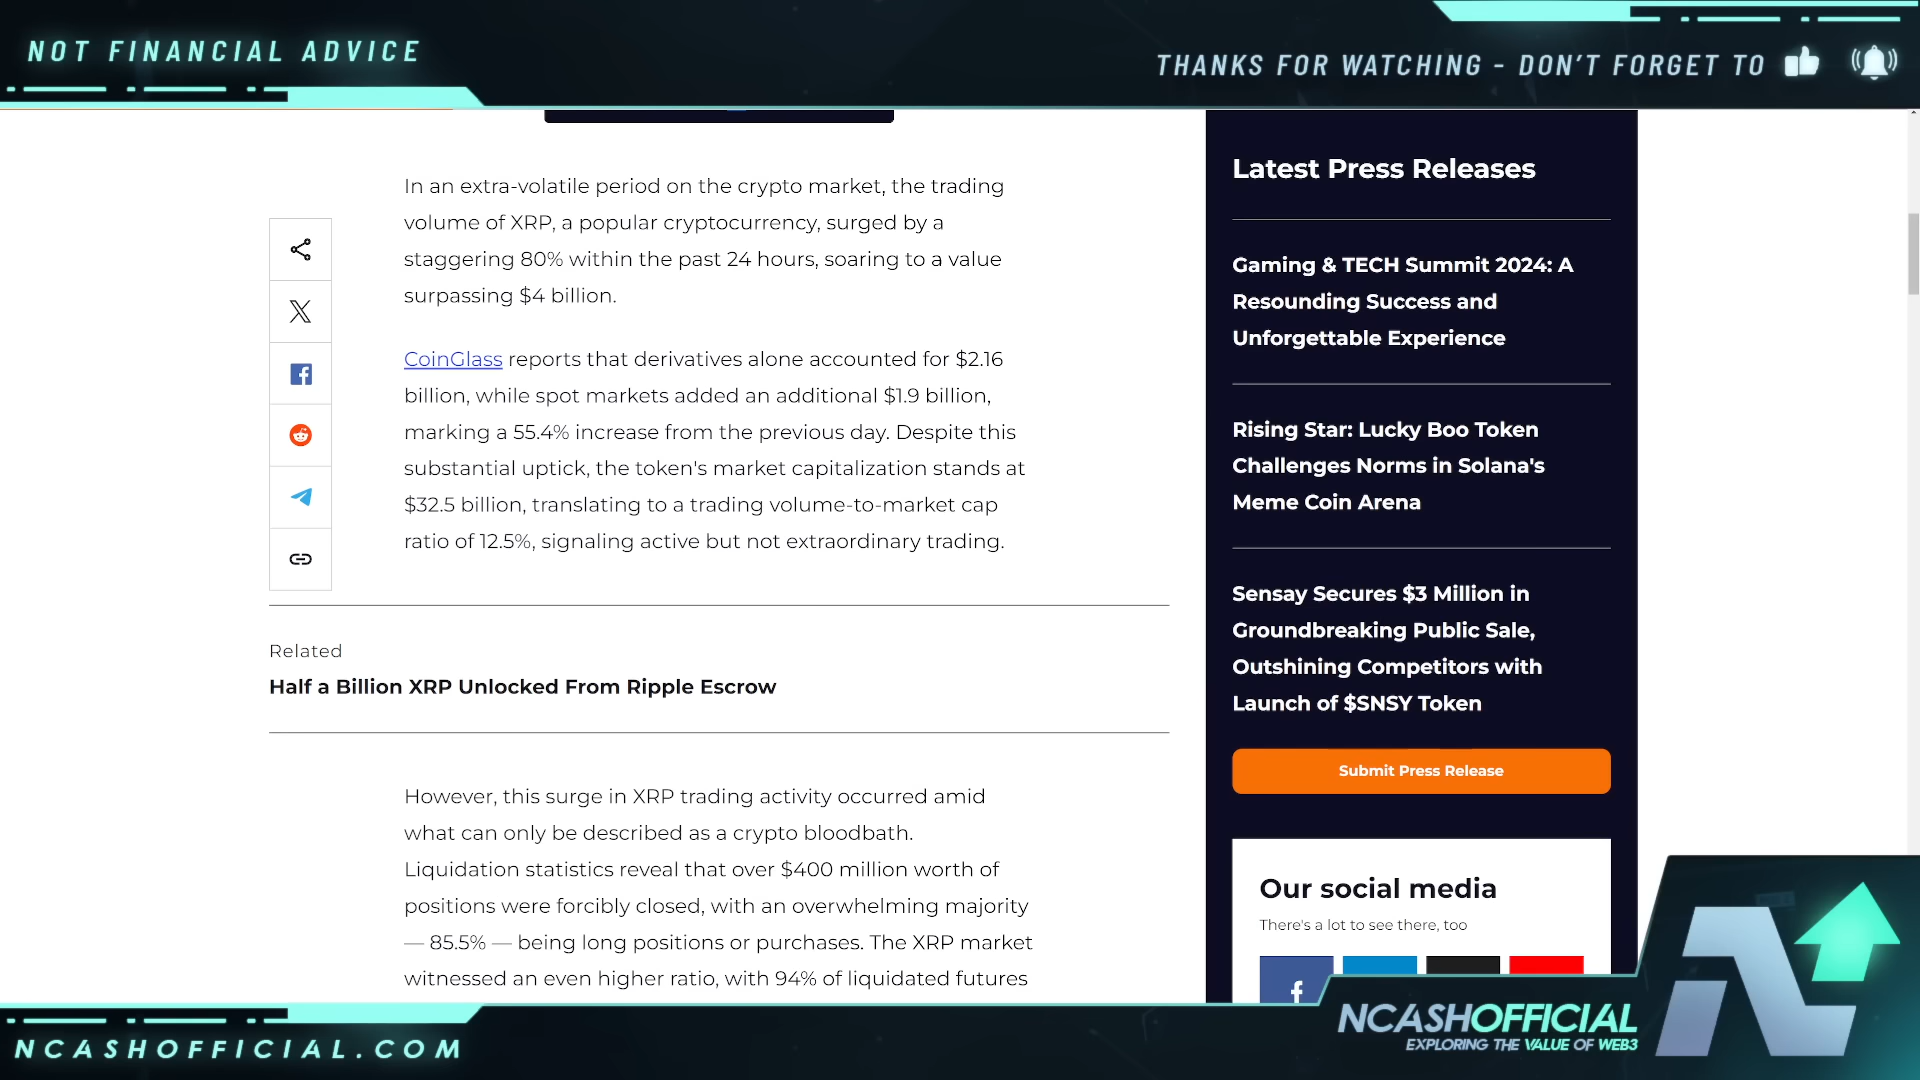 NOT FINANCIAL ADVICE
THANKS FOR WATCHING - DON'T FORGET TO
In an extra-volatile period on the crypto market, the trading
volume of XRP, a popular cryptocurrency, surged by a
staggering 80% within the past 24 hours, soaring to a value
surpassing $4 billion.
CoinGlass reports that derivatives alone accounted for $2.16
billion, while spot markets added an additional $1.9 billion,
marking a 55.4% increase from the previous day. Despite this
substantial uptick, the token's market capitalization stands at
$32.5 billion, translating to a trading volume-to-market cap
ratio of 12.5%, signaling active but not extraordinary trading.
Related
Half a Billion XRP Unlocked From Ripple Escrow
However, this surge in XRP trading activity occurred amid
what can only be described as a crypto bloodbath.
Liquidation statistics reveal that over $400 million worth of
positions were forcibly closed, with an overwhelming majority
— 85.5% — being long positions or purchases. The XRP market
witnessed an even higher ratio, with 94% of liquidated futures
Latest Press Releases
Gaming & TECH Summit 2024: A
Resounding Success and
Unforgettable Experience
Rising Star: Lucky Boo Token
Challenges Norms in Solana's
Meme Coin Arena
Sensay Secures $3 Million in
Groundbreaking Public Sale,
Outshining Competitors with
Launch of $SNSY Token
Submit Press Release
Our social media
There's a lot to see there, too
NCASHOFFICIAL.COM
NCASHOFFICIAL
EXPLORING THE VALUE OF WEB3